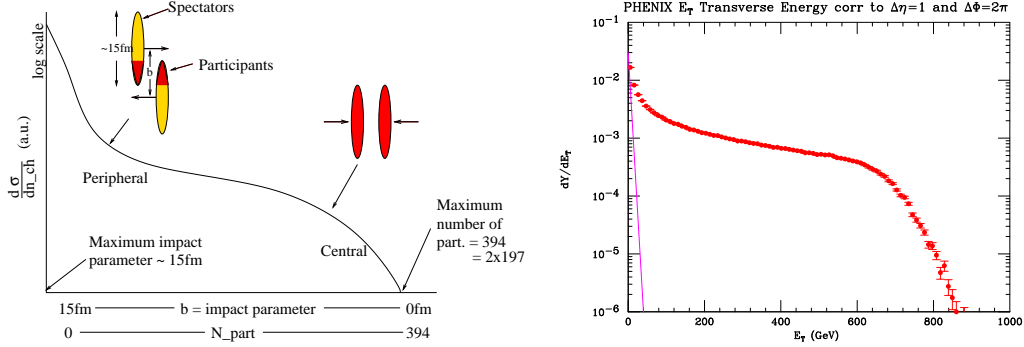 Spectators
~15fm
b
Participants
log scale
dσ
dn_ch
(a.u.)
Peripheral
Central
Maximum impact
parameter ~ 15fm
Maximum
number of
part. = 394
= 2x197
15fm
b = impact parameter
0fm
0
N_part
394
PHENIX E_T Transverse Energy corr to Δη=1 and ΔΦ=2π
10^-1
10^-2
10^-3
10^-4
10^-5
10^-6
dY/dE_T
0
200
400
600
800
1000
E_T (GeV)